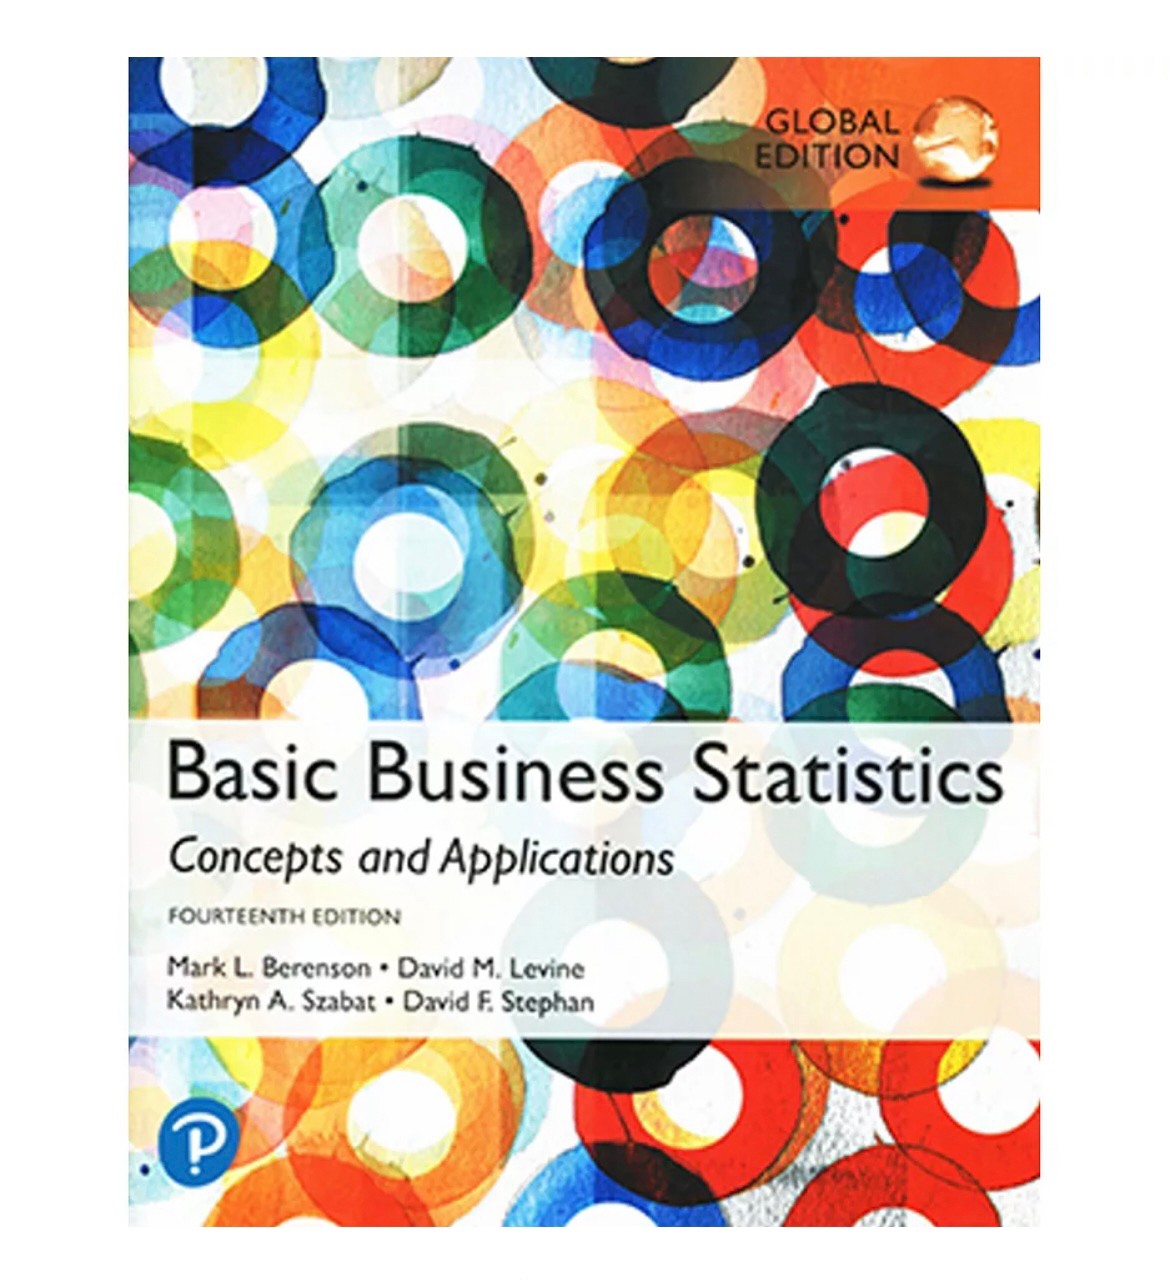 GLOBAL
EDITION
Basic Business Statistics
Concepts and Applications
FOURTEENTH EDITION
Mark L. Berenson • David M. Levine
Kathryn A. Szabat • David F. Stephan
P